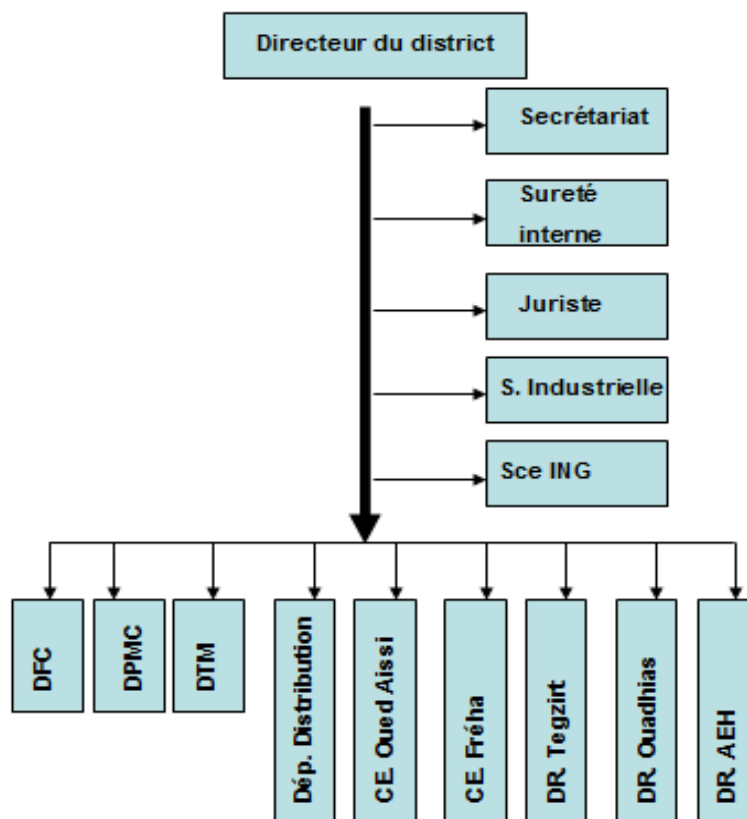 Directeur du district
Secrétariat
Sureté
interne
Juriste
S. Industrielle
Sce ING
DFC
DPMC
DTM
Dép. Distribution
CE. Oued Aissi
CE. Fréha
DR. Tegzirt
DR. Ouadhias
DR. AEH